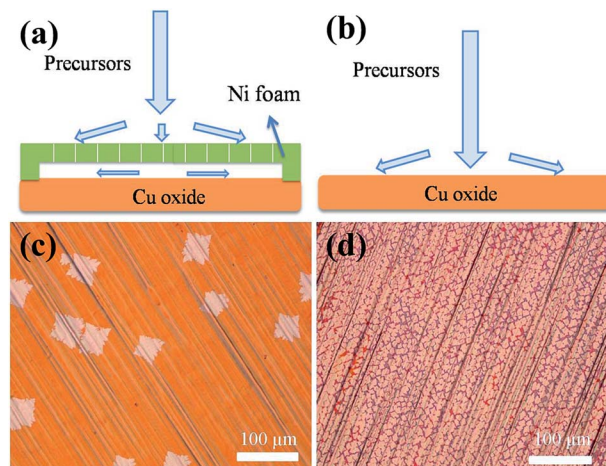 (a)
Precursors
Ni foam
Cu oxide
(b)
Precursors
Cu oxide
(c)
100 μm
(d)
100 μm